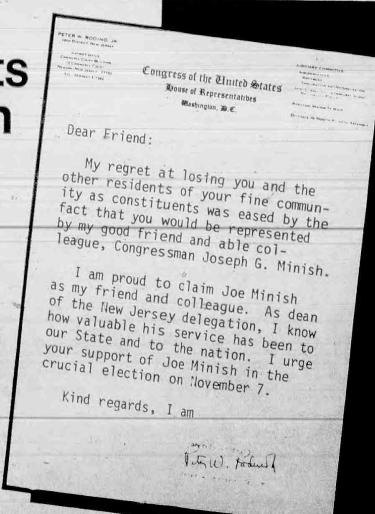 ts
n
PETER W. RODINO, JR.
Congress of the United States
House of Representatives
Washington, D.C.
JUDICIARY COMMITTEE
Dear Friend:
My regret at losing you and the
other residents of your fine commun-
ity as constituents was eased by the
fact that you would be represented
by my good friend and able col-
league, Congressman Joseph G. Minish.
I am proud to claim Joe Minish
as my friend and colleague. As dean
of the New Jersey delegation, I know
how valuable his service has been to
our State and to the nation. I urge
your support of Joe Minish in the
crucial election on November 7.
Kind regards, I am
Peter W. Rodino